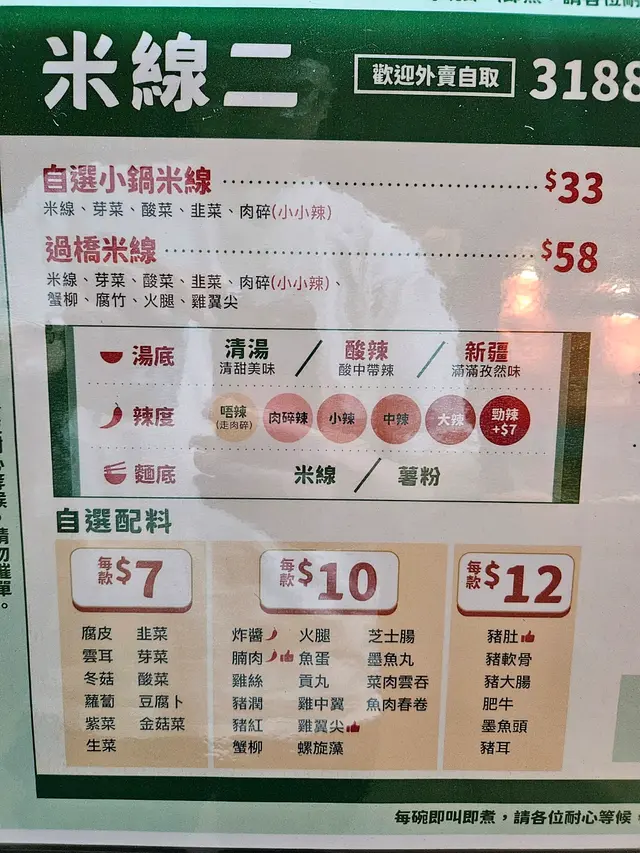 米線二 歡迎外賣自取 3188
自選小鍋米線 $33
米線、芽菜、酸菜、韭菜、肉碎(小小辣)
過橋米線 $58
米線、芽菜、酸菜、韭菜、肉碎(小小辣)、
蟹柳、腐竹、火腿、雞翼尖
湯底 清湯 / 酸辣 / 新疆
清甜美味 酸中帶辣 滿滿孜然味
辣度 唔辣 (走肉碎) 肉碎辣 小辣 中辣 大辣 勁辣 +$7
麵底 米線 / 薯粉
自選配料
每款 $7
腐皮 韭菜
雲耳 芽菜
冬菇 酸菜
蘿蔔 豆腐卜
紫菜 金菇菜
生菜
每款 $10
炸醬 火腿 芝士腸
腩肉 魚蛋 墨魚丸
雞絲 貢丸 菜肉雲吞
豬潤 雞中翼 魚肉春卷
豬紅 雞翼尖
蟹柳 螺旋藻
每款 $12
豬肚
豬軟骨
豬大腸
肥牛
墨魚頭
豬耳
每碗即叫即煮，請各位耐心等候，
請勿催單。